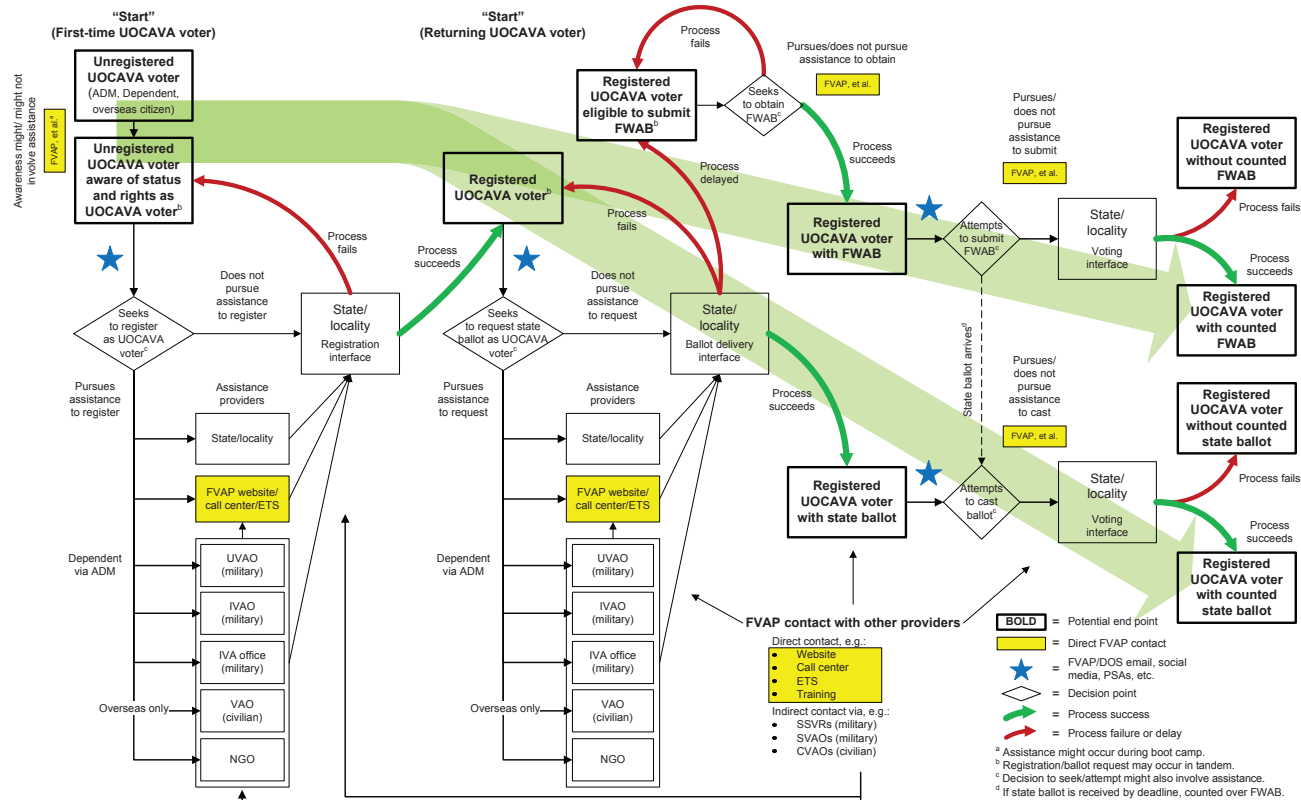 “Start”
(First-time UOCAVA voter)
Unregistered
UOCAVA voter
(ADM, Dependent,
overseas citizen)
Awareness might/ might not
involve assistance
FVAP, et al.a
Unregistered
UOCAVA voter
aware of status
and rights as
UOCAVA voterb
Process
fails
Process
succeeds
Seeks
to register
as UOCAVA
voterc
Does not
pursue
assistance
to register
State/
locality
Registration
interface
Pursues
assistance
to register
Assistance
providers
State/locality
FVAP website/
call center/ETS
Dependent
via ADM
UVAO
(military)
IVAO
(military)
IVA office
(military)
Overseas only
VAO
(civilian)
NGO
“Start”
(Returning UOCAVA voter)
Registered
UOCAVA voterb
Process
fails
Process
delayed
Seeks
to request state
ballot as UOCAVA
voterc
Does not
pursue
assistance
to request
State/
locality
Ballot delivery
interface
Pursues
assistance
to request
Assistance
providers
State/locality
FVAP website/
call center/ETS
Dependent
via ADM
UVAO
(military)
IVAO
(military)
IVA office
(military)
Overseas only
VAO
(civilian)
NGO
Process
fails
Registered
UOCAVA voter
eligible to submit
FWABb
Seeks
to obtain
FWABc
Pursues/does not pursue
assistance to obtain
FVAP, et al.
Process
succeeds
Registered
UOCAVA voter
with FWAB
Attempts
to submit
FWABc
Pursues/
does not
pursue
assistance
to submit
FVAP, et al.
State/
locality
Voting
interface
Registered
UOCAVA voter
without counted
FWAB
Process fails
Process
succeeds
Registered
UOCAVA voter
with counted
FWAB
State ballot arrivesd
Process
succeeds
Registered
UOCAVA voter
with state ballot
Attempts
to cast
ballotc
Pursues/
does not
pursue
assistance
to cast
FVAP, et al.
State/
locality
Voting
interface
Registered
UOCAVA voter
without counted
state ballot
Process fails
Process
succeeds
Registered
UOCAVA voter
with counted
state ballot
FVAP contact with other providers
Direct contact, e.g.:
• Website
• Call center
• ETS
• Training
Indirect contact via, e.g.:
• SSVRs (military)
• SVAOs (military)
• CVAOs (civilian)
BOLD = Potential end point
= Direct FVAP contact
= FVAP/DOS email, social
media, PSAs, etc.
= Decision point
= Process success
= Process failure or delay
a Assistance might occur during boot camp.
b Registration/ballot request may occur in tandem.
c Decision to seek/attempt might also involve assistance.
d If state ballot is received by deadline, counted over FWAB.